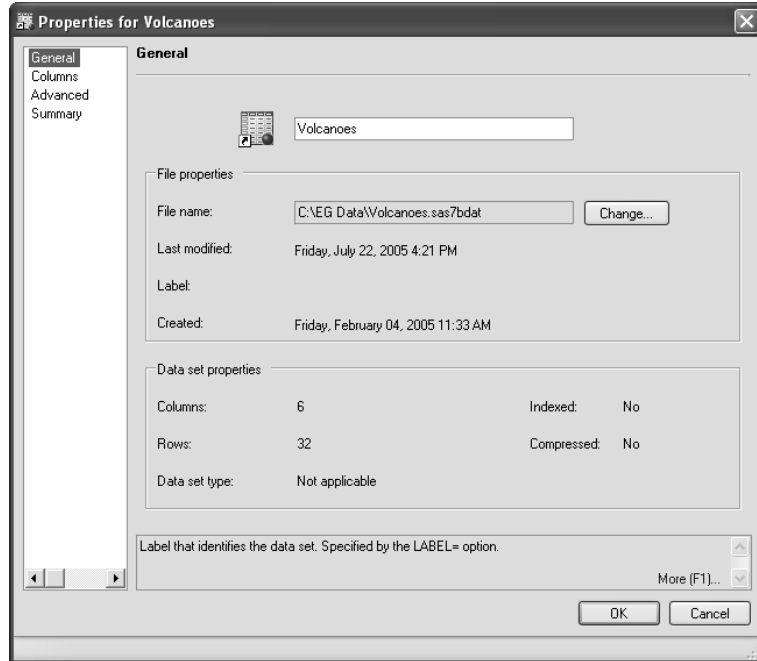 Properties for Volcanoes
General
Columns
Advanced
Summary
General
Volcanoes
File properties
File name: C:\EG Data\Volcanoes.sas7bdat Change...
Last modified: Friday, July 22, 2005 4:21 PM
Label:
Created: Friday, February 04, 2005 11:33 AM
Data set properties
Columns: 6 Indexed: No
Rows: 32 Compressed: No
Data set type: Not applicable
Label that identifies the data set. Specified by the LABEL= option.
More (F1)...
OK Cancel